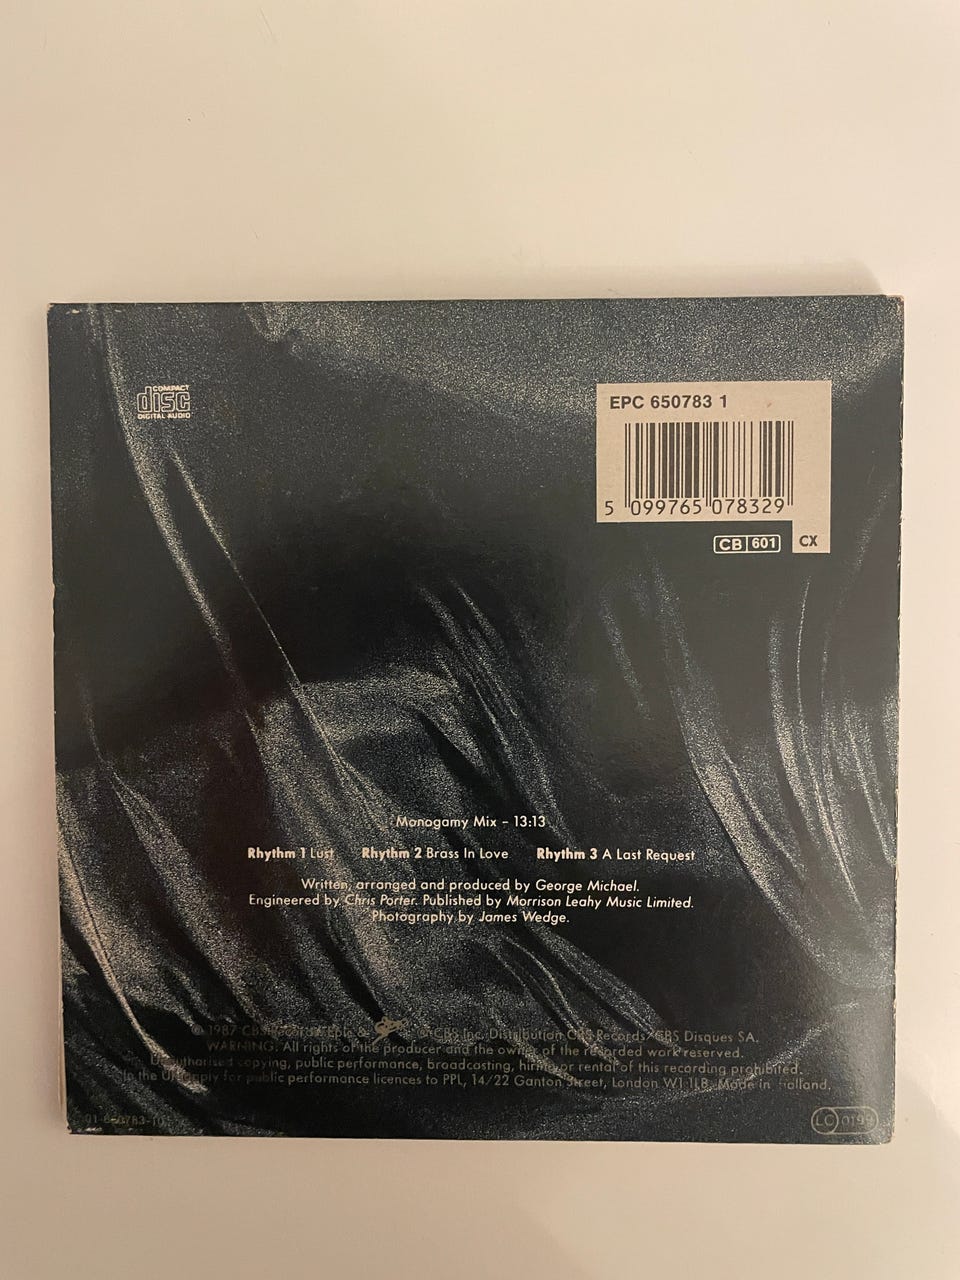 COMPACT
disc
DIGITAL AUDIO
EPC 650783 1
5 099765 078329
CB 601
CX
Monogamy Mix – 13:13
Rhythm 1 Lust Rhythm 2 Brass In Love Rhythm 3 A Last Request
Written, arranged and produced by George Michael.
Engineered by Chris Porter. Published by Morrison Leahy Music Limited.
Photography by James Wedge.
1987 CBS Inc. Distribution CBS Records/CBS Disques SA.
WARNING: All rights of the producer and the owner of the recorded work reserved.
Unauthorised copying, public performance, broadcasting, hiring or rental of this recording prohibited.
In the UK apply for public performance licences to PPL, 14/22 Ganton Street, London W1 1LB. Made in Holland.
LC 0199